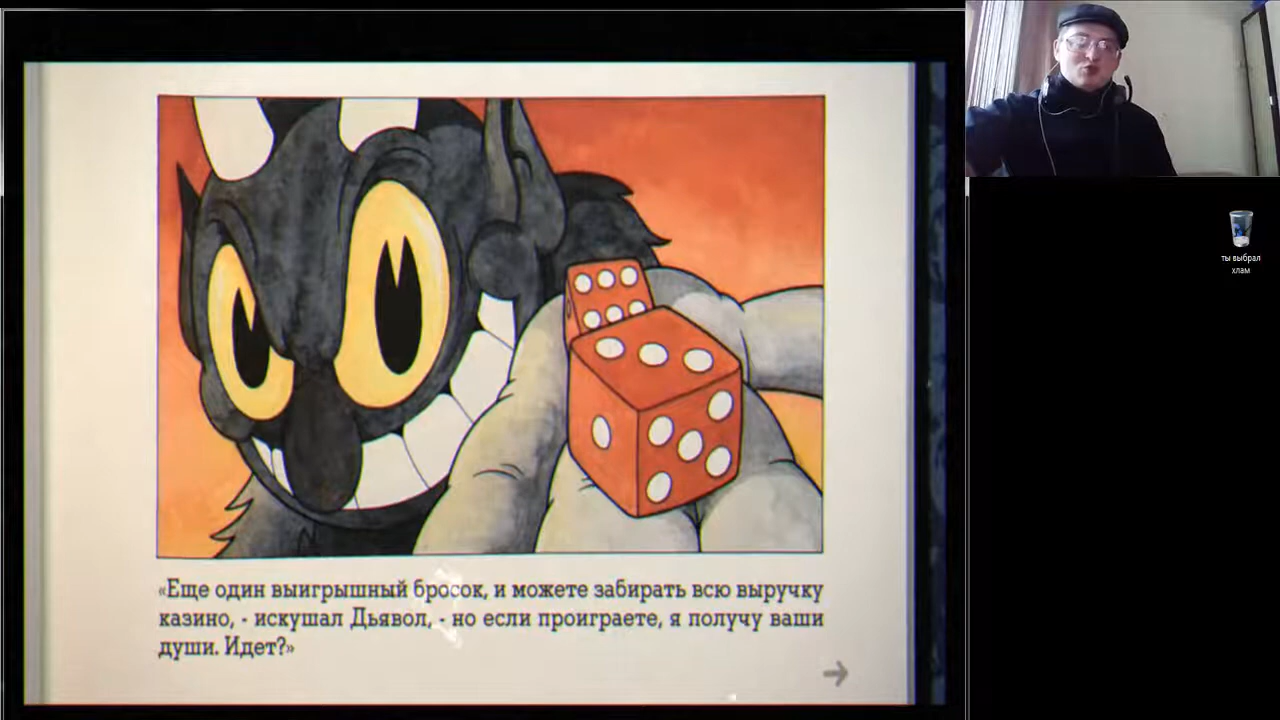 «Еще один выигрышный бросок, и можете забирать всю выручку
казино, - искушал Дьявол, - но если проиграете, я получу ваши
души. Идет?»
ты выбрал
хлам